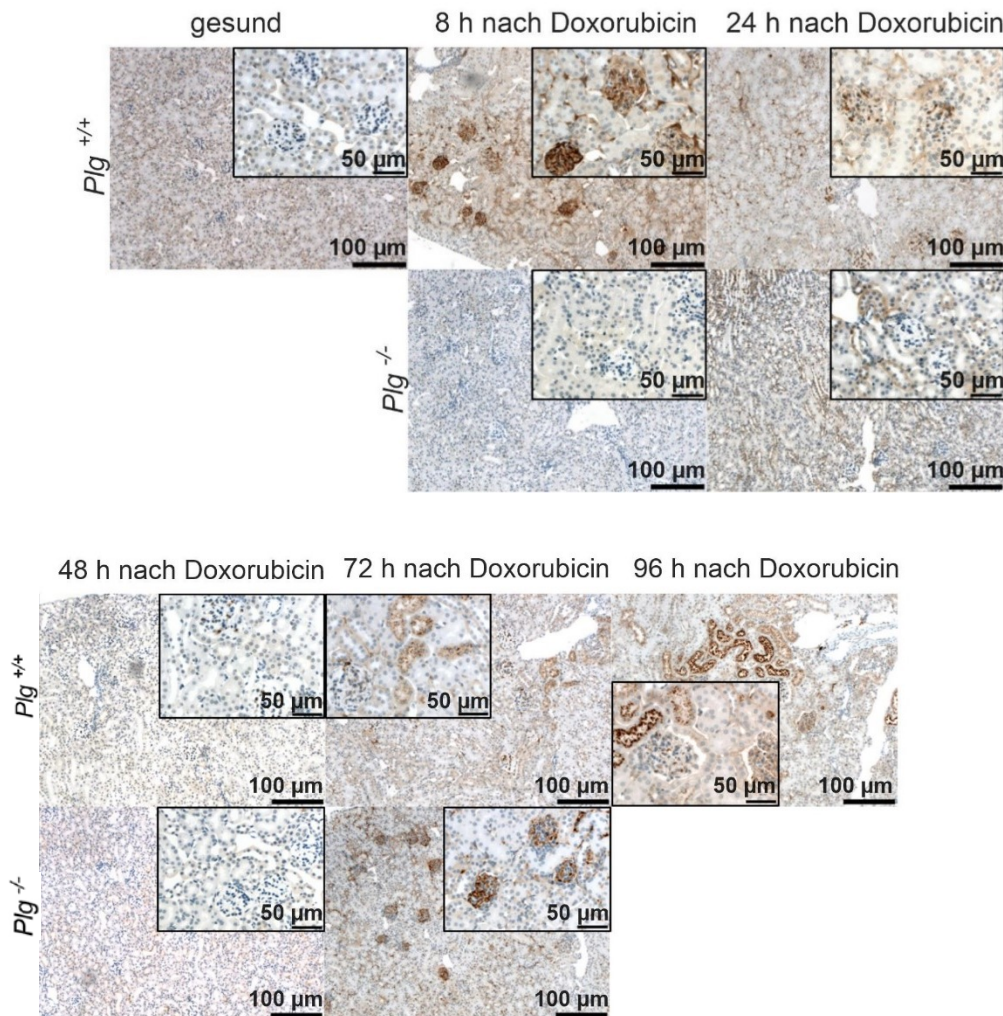 gesund 8 h nach Doxorubicin 24 h nach Doxorubicin
Plg +/+
50 µm 50 µm 50 µm
100 µm 100 µm 100 µm
Plg -/-
50 µm 50 µm
100 µm 100 µm
48 h nach Doxorubicin 72 h nach Doxorubicin 96 h nach Doxorubicin
Plg +/+
50 µm 50 µm 50 µm
100 µm 100 µm 100 µm
Plg -/-
50 µm 50 µm
100 µm 100 µm